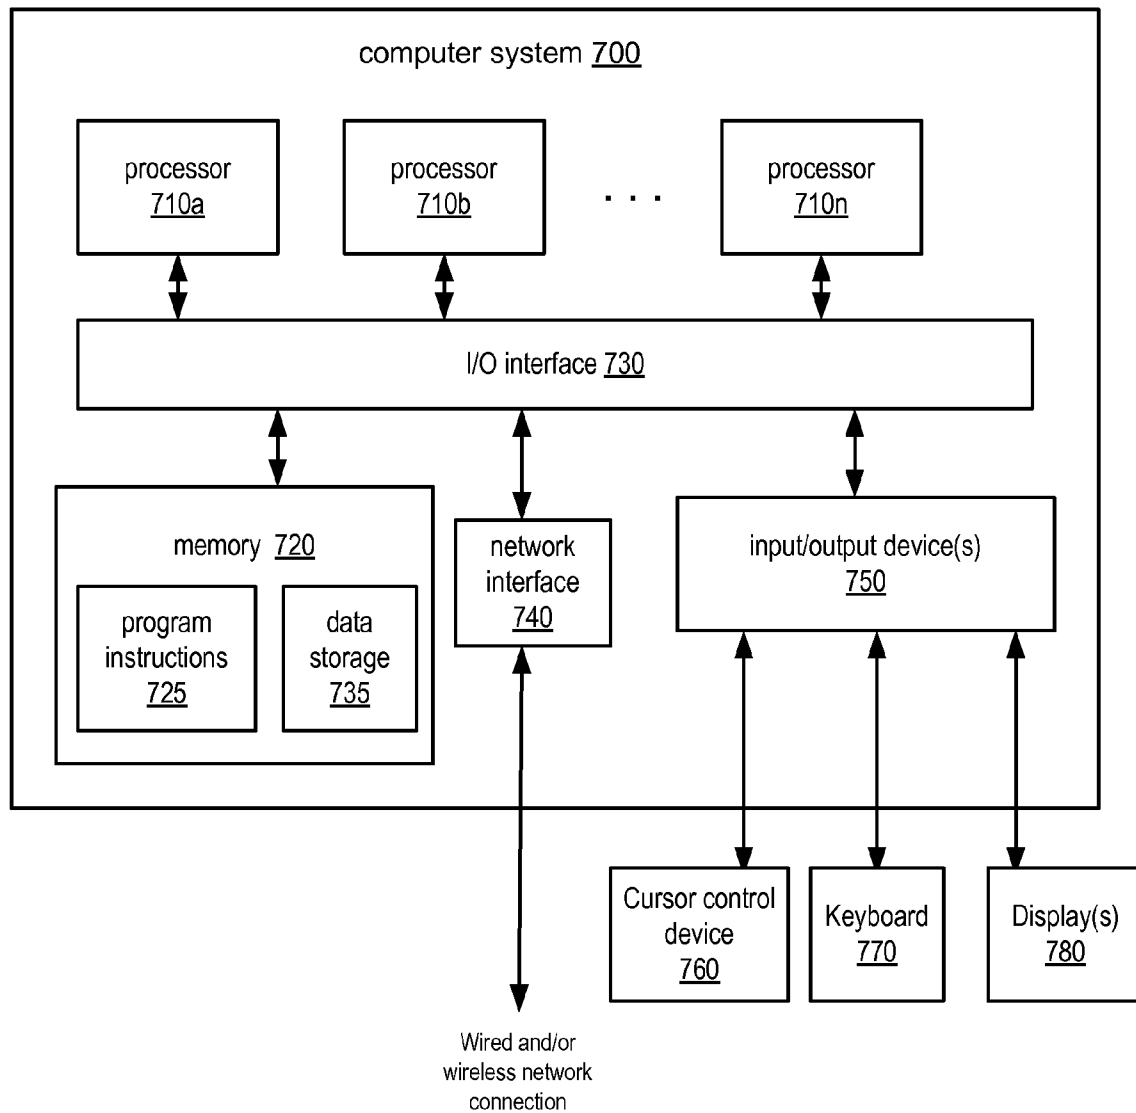 computer system 700
processor
710a
processor
710b
. . .
processor
710n
I/O interface 730
memory 720
program
instructions
725
data
storage
735
network
interface
740
input/output device(s)
750
Cursor control
device
760
Keyboard
770
Display(s)
780
Wired and/or
wireless network
connection